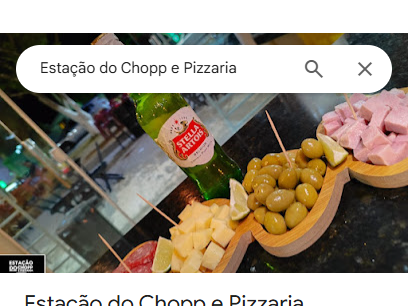 Estação do Chopp e Pizzaria
STELLA
ARTOIS
ESTAÇÃO
DO CHOPP
Estação do Chopp e Pizzaria